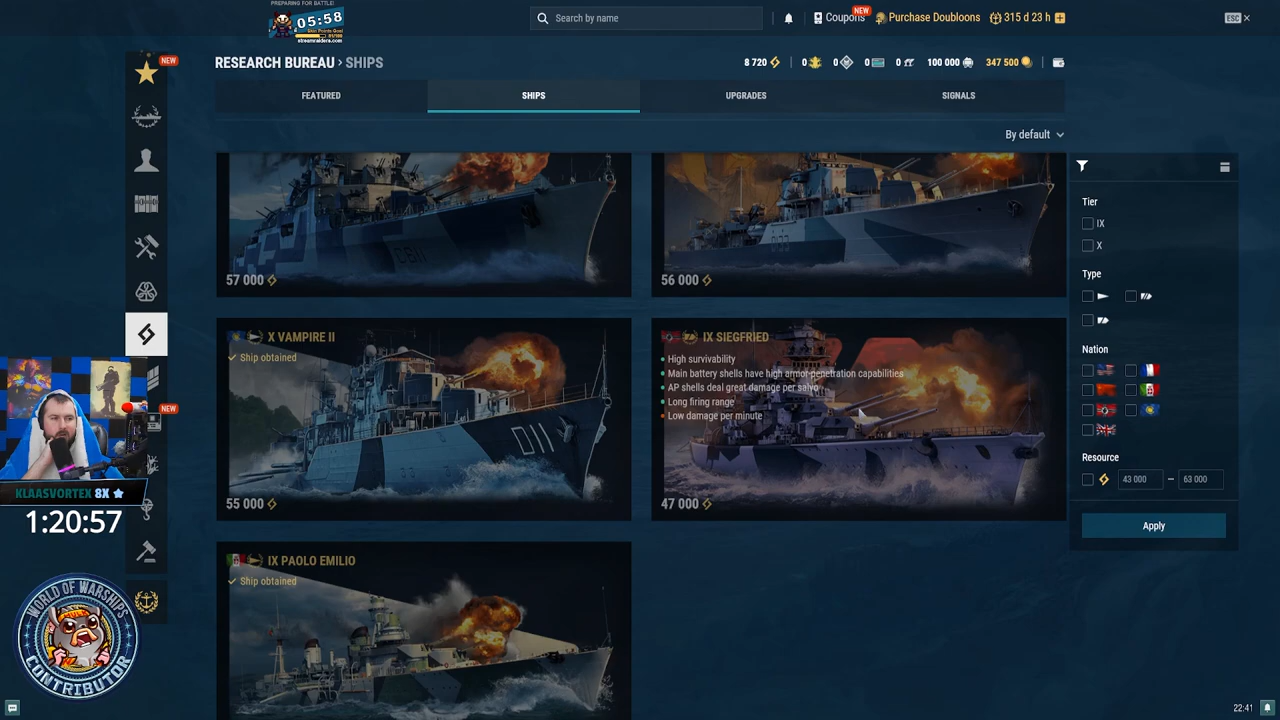 PREPARING FOR BATTLE!
05:58
streamraiders.com
Search by name
Coupons
NEW
Purchase Doubloons
315 d 23 h
ESC
RESEARCH BUREAU › SHIPS
8 720
0
0
0
0
100 000
347 500
FEATURED
SHIPS
UPGRADES
SIGNALS
By default
NEW
57 000
56 000
X VAMPIRE II
Ship obtained
D11
55 000
IX SIEGFRIED
High survivability
Main battery shells have high armor-penetration capabilities
AP shells deal great damage per salvo
Long firing range
Low damage per minute
47 000
IX PAOLO EMILIO
Ship obtained
Tier
IX
X
Type
Nation
Resource
43 000 – 63 000
Apply
NEW
KLAASVORTEX 8X
1:20:57
WORLD OF WARSHIPS
CONTRIBUTOR
22:41